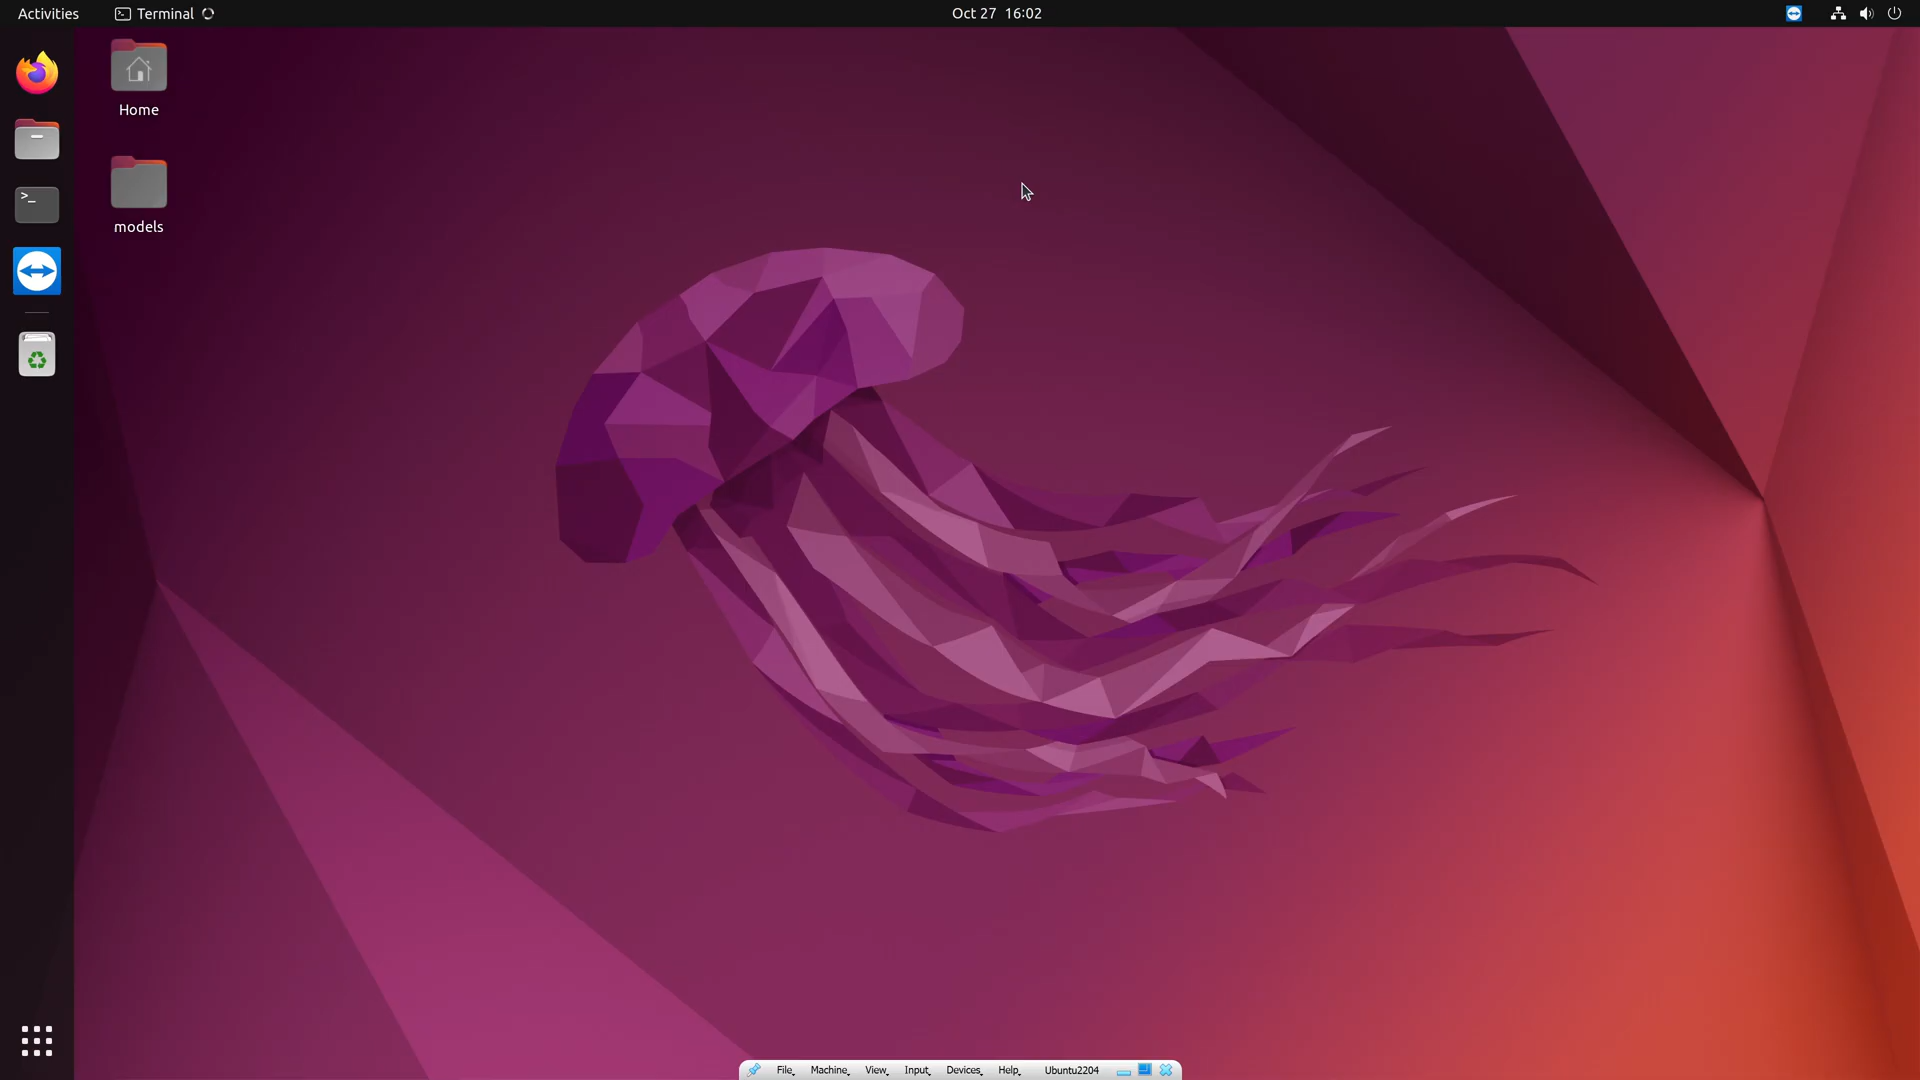 Activities
Terminal
Oct 27 16:02
Home
models
>_
File
Machine
View
Input
Devices
Help
Ubuntu2204